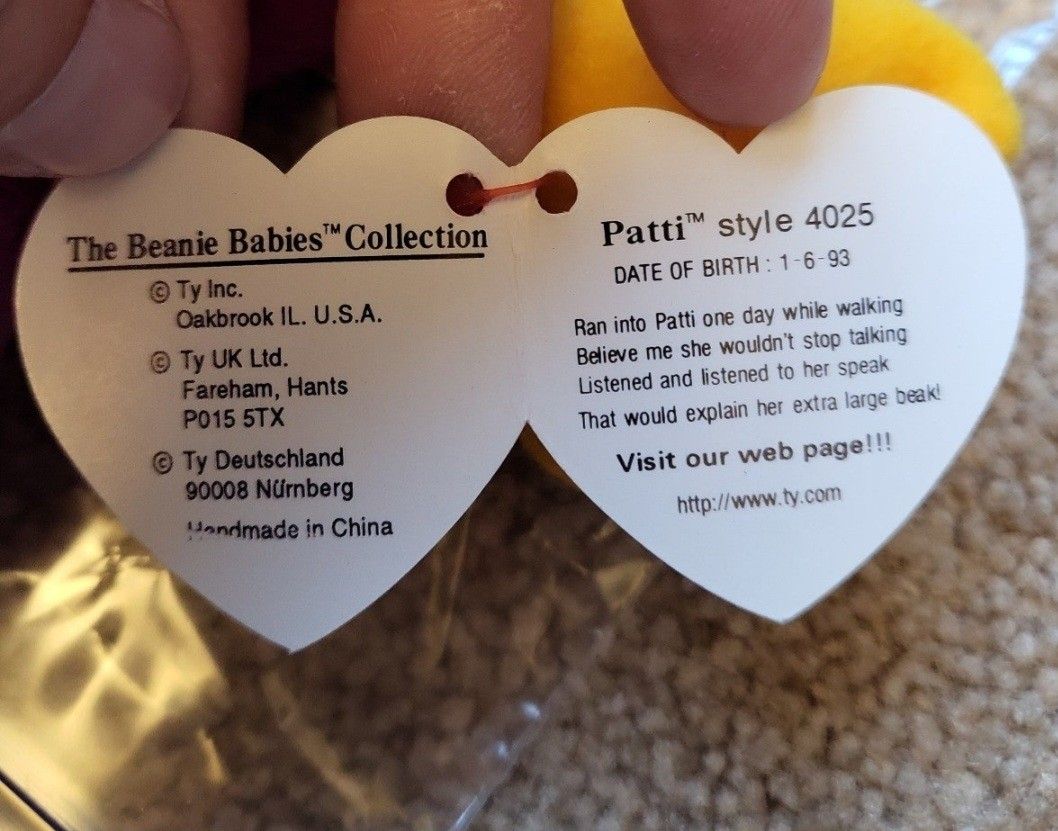 The Beanie Babies™ Collection
© Ty Inc.
Oakbrook IL. U.S.A.
© Ty UK Ltd.
Fareham, Hants
P015 5TX
© Ty Deutschland
90008 Nürnberg
Handmade in China
Patti™ style 4025
DATE OF BIRTH : 1-6-93
Ran into Patti one day while walking
Believe me she wouldn't stop talking
Listened and listened to her speak
That would explain her extra large beak!
Visit our web page!!!
http://www.ty.com